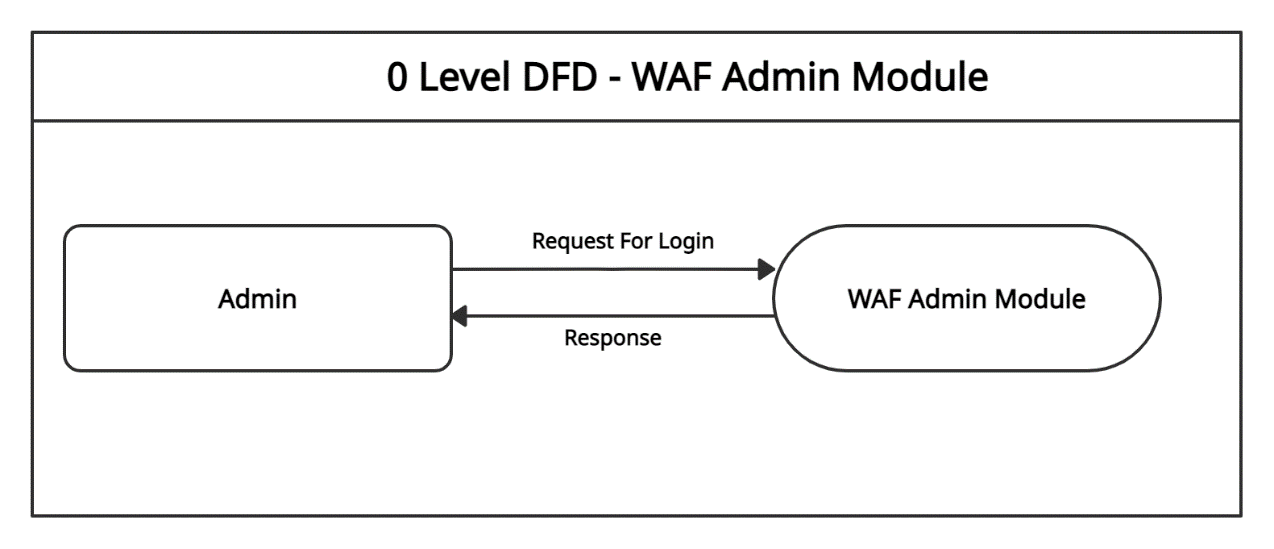 0 Level DFD - WAF Admin Module
Request For Login
Admin
WAF Admin Module
Response